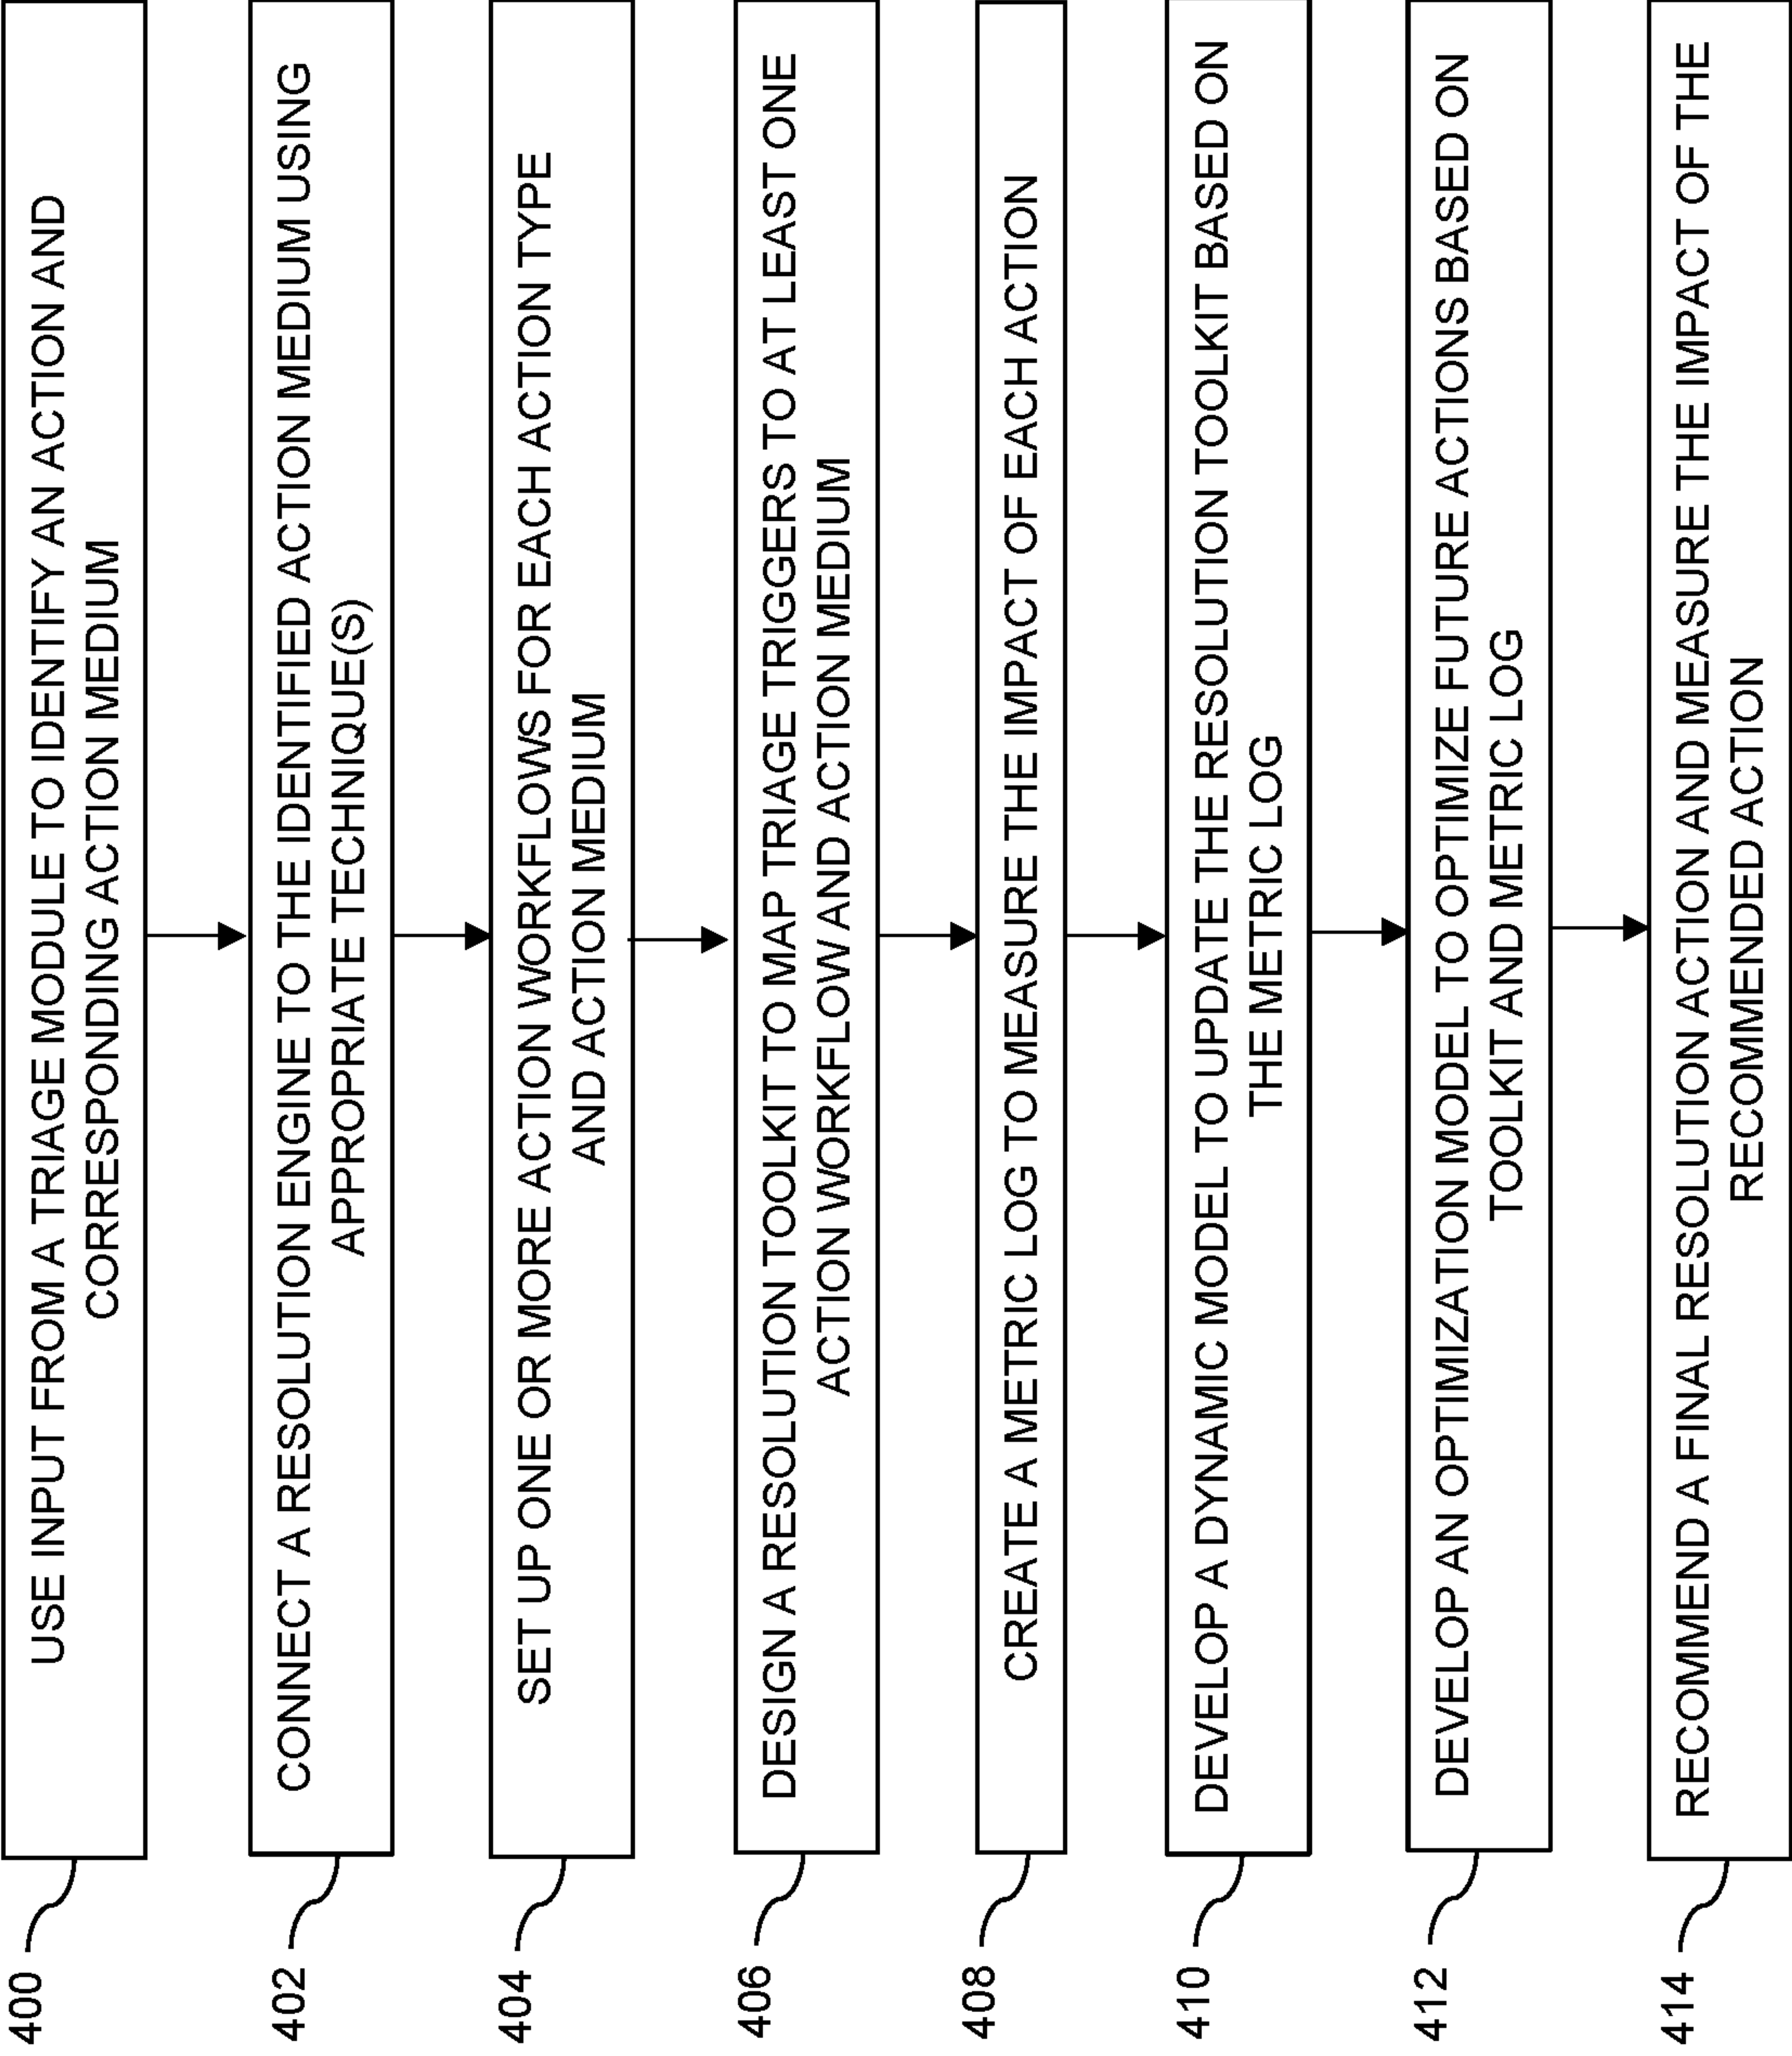 400
USE INPUT FROM A TRIAGE MODULE TO IDENTIFY AN ACTION AND
CORRESPONDING ACTION MEDIUM
402
CONNECT A RESOLUTION ENGINE TO THE IDENTIFIED ACTION MEDIUM USING
APPROPRIATE TECHNIQUE(S)
404
SET UP ONE OR MORE ACTION WORKFLOWS FOR EACH ACTION TYPE
AND ACTION MEDIUM
406
DESIGN A RESOLUTION TOOLKIT TO MAP TRIAGE TRIGGERS TO AT LEAST ONE
ACTION WORKFLOW AND ACTION MEDIUM
408
CREATE A METRIC LOG TO MEASURE THE IMPACT OF EACH ACTION
410
DEVELOP A DYNAMIC MODEL TO UPDATE THE RESOLUTION TOOLKIT BASED ON
THE METRIC LOG
412
DEVELOP AN OPTIMIZATION MODEL TO OPTIMIZE FUTURE ACTIONS BASED ON
TOOLKIT AND METRIC LOG
414
RECOMMEND A FINAL RESOLUTION ACTION AND MEASURE THE IMPACT OF THE
RECOMMENDED ACTION